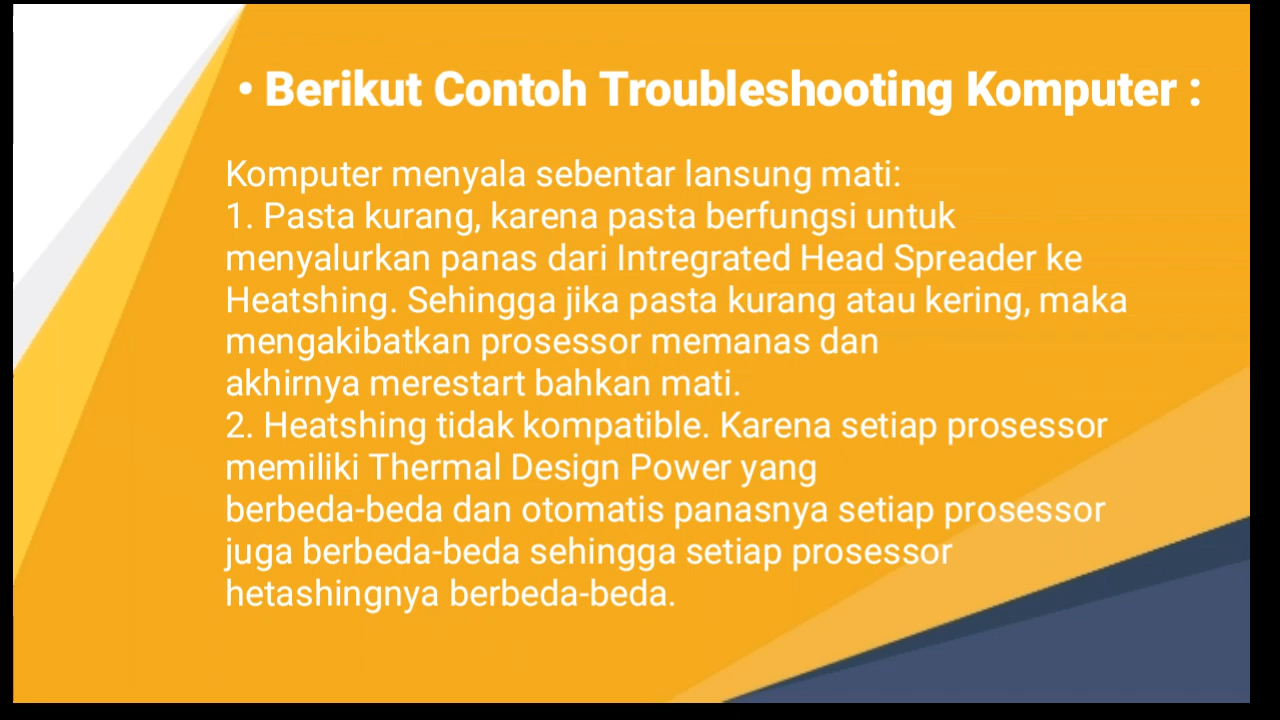 • Berikut Contoh Troubleshooting Komputer :
Komputer menyala sebentar lansung mati:
1. Pasta kurang, karena pasta berfungsi untuk
menyalurkan panas dari Intregrated Head Spreader ke
Heatshing. Sehingga jika pasta kurang atau kering, maka
mengakibatkan prosessor memanas dan
akhirnya merestart bahkan mati.
2. Heatshing tidak kompatible. Karena setiap prosessor
memiliki Thermal Design Power yang
berbeda-beda dan otomatis panasnya setiap prosessor
juga berbeda-beda sehingga setiap prosessor
hetashingnya berbeda-beda.